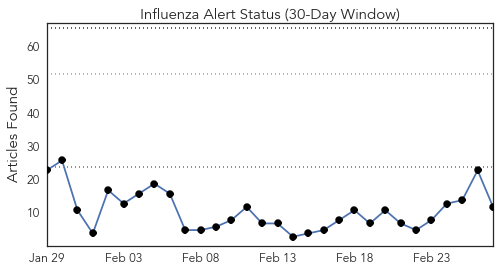 Influenza Alert Status (30-Day Window)
Articles Found
60
50
40
30
20
10
Jan 29 Feb 03 Feb 08 Feb 13 Feb 18 Feb 23